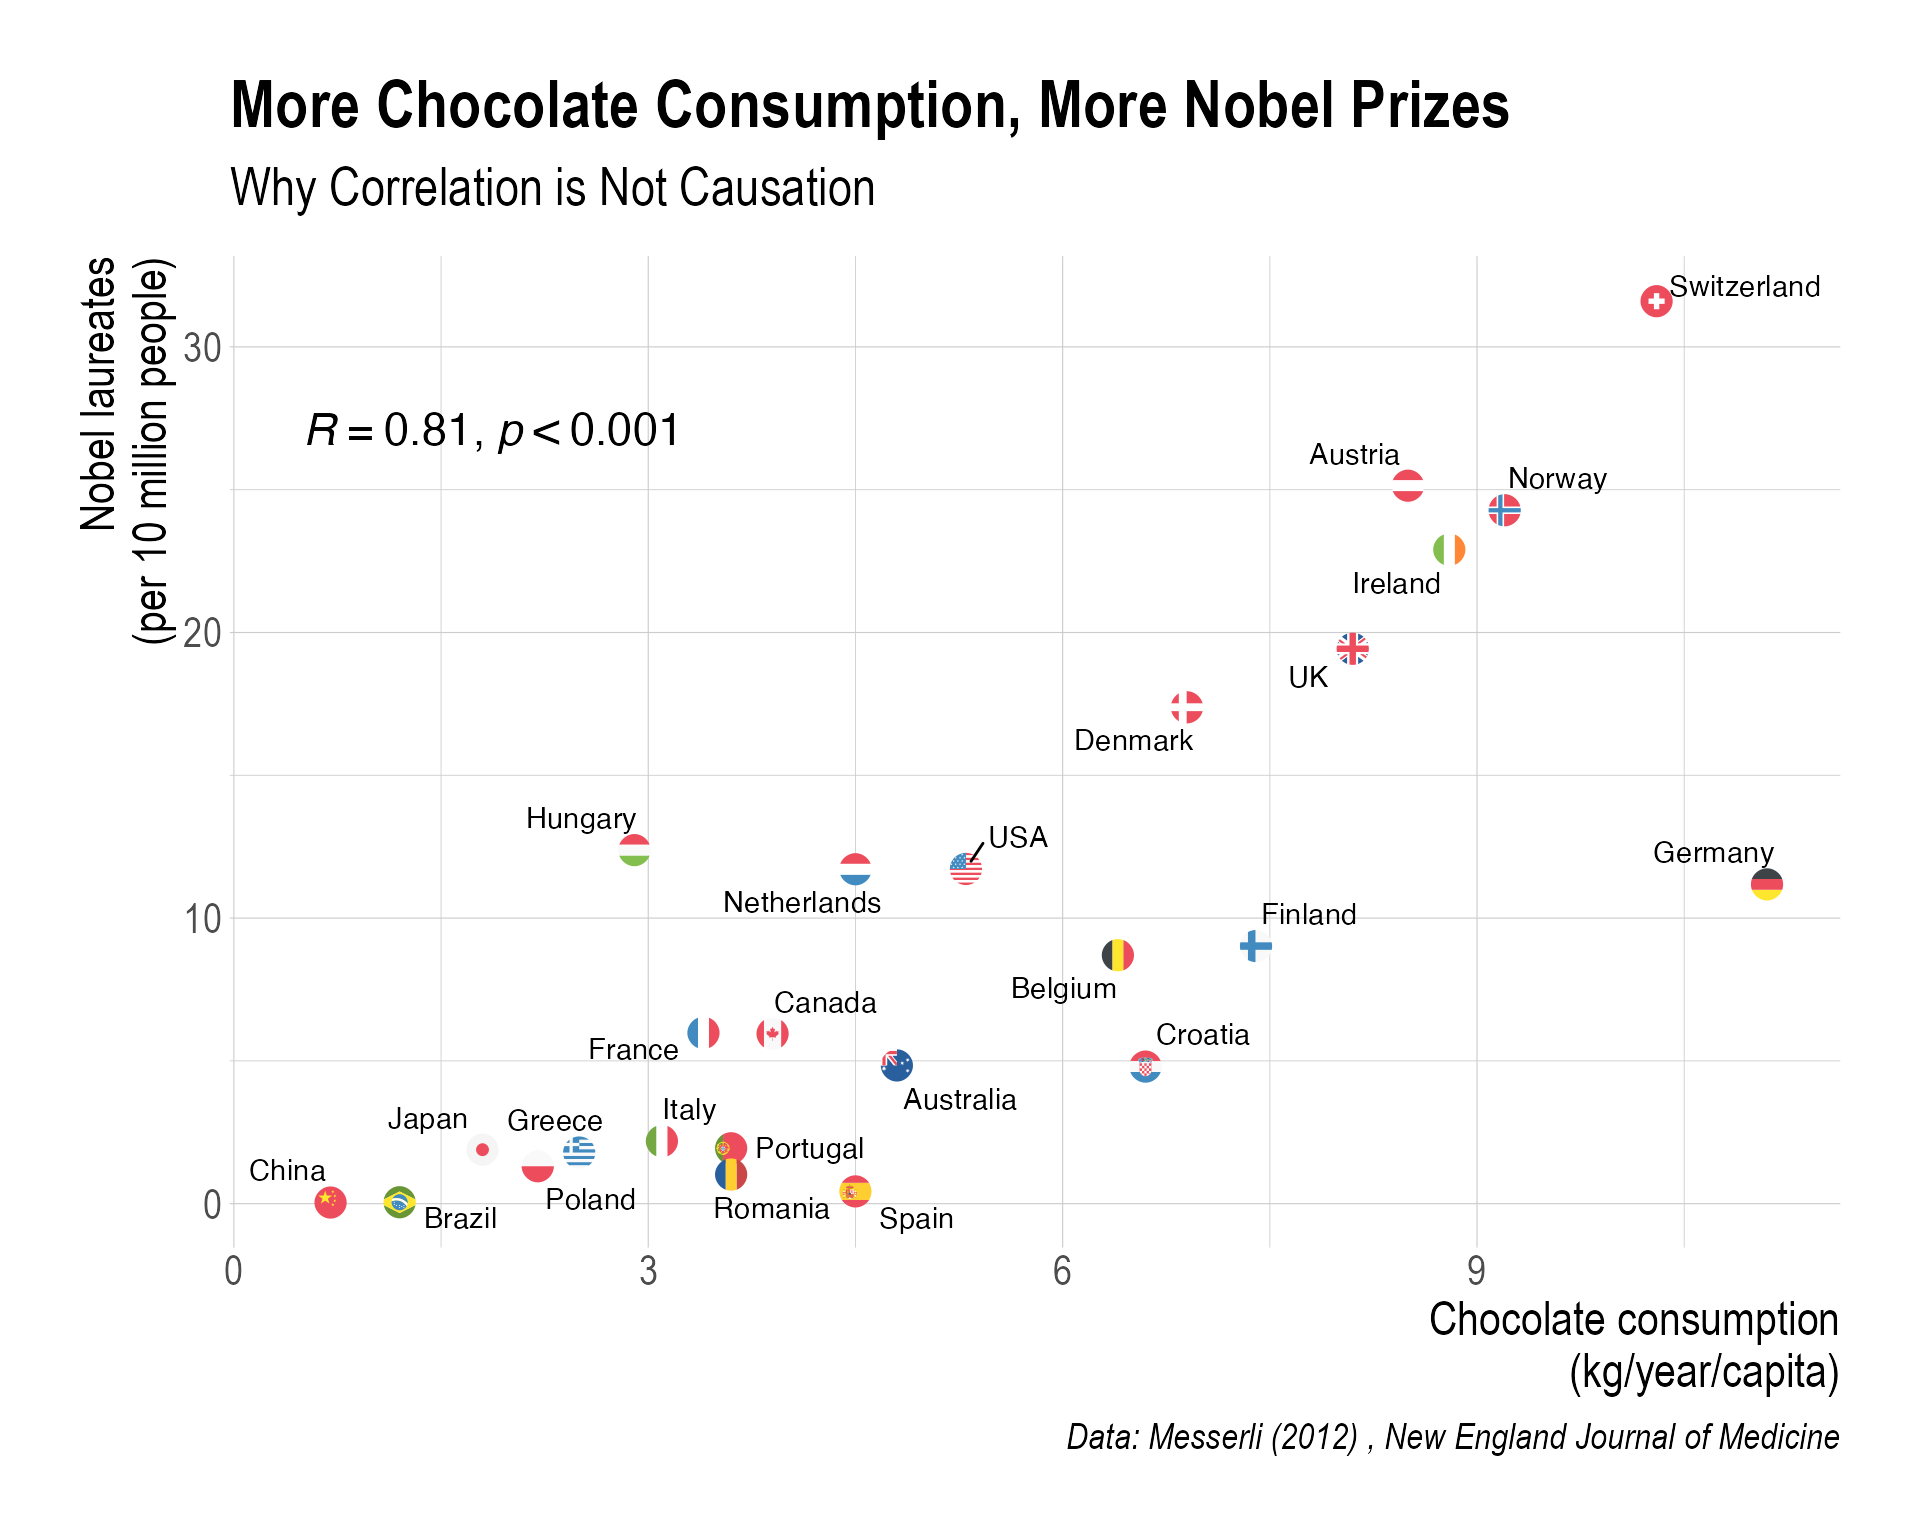 More Chocolate Consumption, More Nobel Prizes
Why Correlation is Not Causation
Nobel laureates
(per 10 million people)
30
20
10
0
R = 0.81, p < 0.001
Switzerland
Austria
Norway
Ireland
UK
Denmark
Hungary
USA
Germany
Netherlands
Finland
Belgium
Canada
France
Croatia
Australia
Japan
Greece
Italy
Portugal
China
Poland
Romania
Brazil
Spain
0 3 6 9
Chocolate consumption
(kg/year/capita)
Data: Messerli (2012) , New England Journal of Medicine